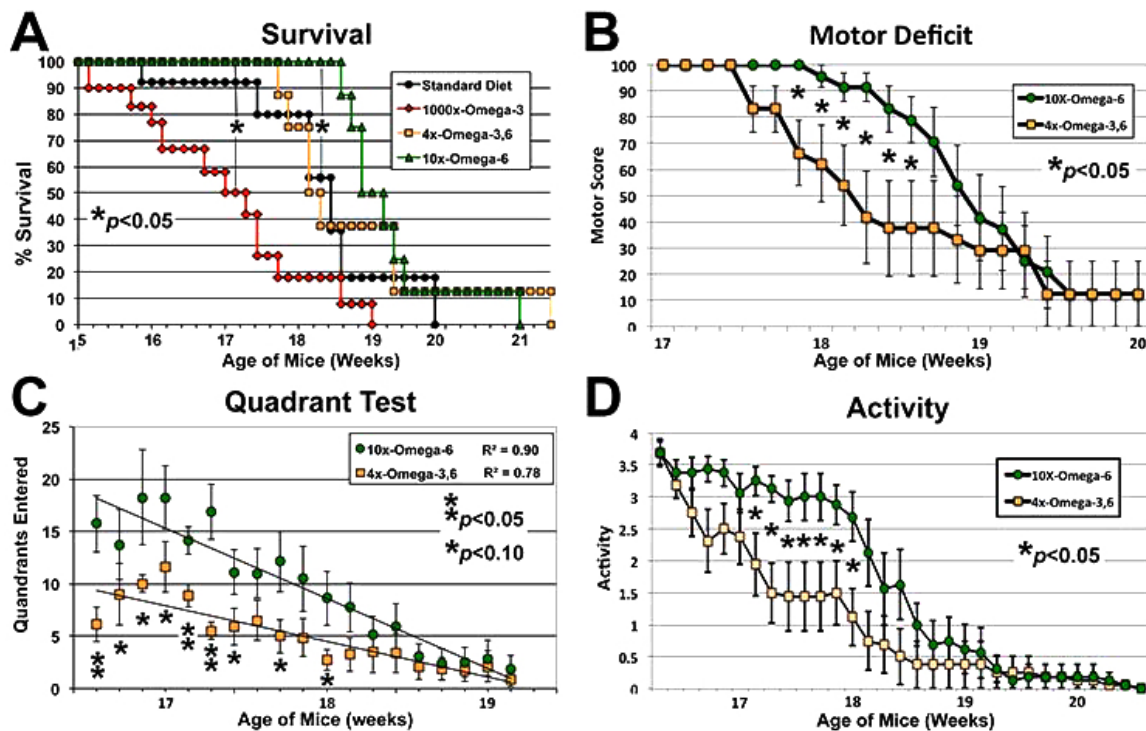 A
Survival
% Survival
100
90
80
70
60
50
40
30
20
10
0
Standard Diet
1000x-Omega-3
4x-Omega-3,6
10x-Omega-6
*
*
*p<0.05
15 16 17 18 19 20 21
Age of Mice (Weeks)
B
Motor Deficit
Motor Score
100
90
80
70
60
50
40
30
20
10
0
10X-Omega-6
4x-Omega-3,6
* * * * * *
*p<0.05
17 18 19 20
Age of Mice (Weeks)
C
Quadrant Test
Quadrants Entered
25
20
15
10
5
0
10x-Omega-6 R² = 0.90
4x-Omega-3,6 R² = 0.78
*
*p<0.05
*p<0.10
17 18 19
Age of Mice (weeks)
D
Activity
Activity
4
3.5
3
2.5
2
1.5
1
0.5
0
10X-Omega-6
4x-Omega-3,6
* * * * * * *
*p<0.05
17 18 19 20
Age of Mice (Weeks)